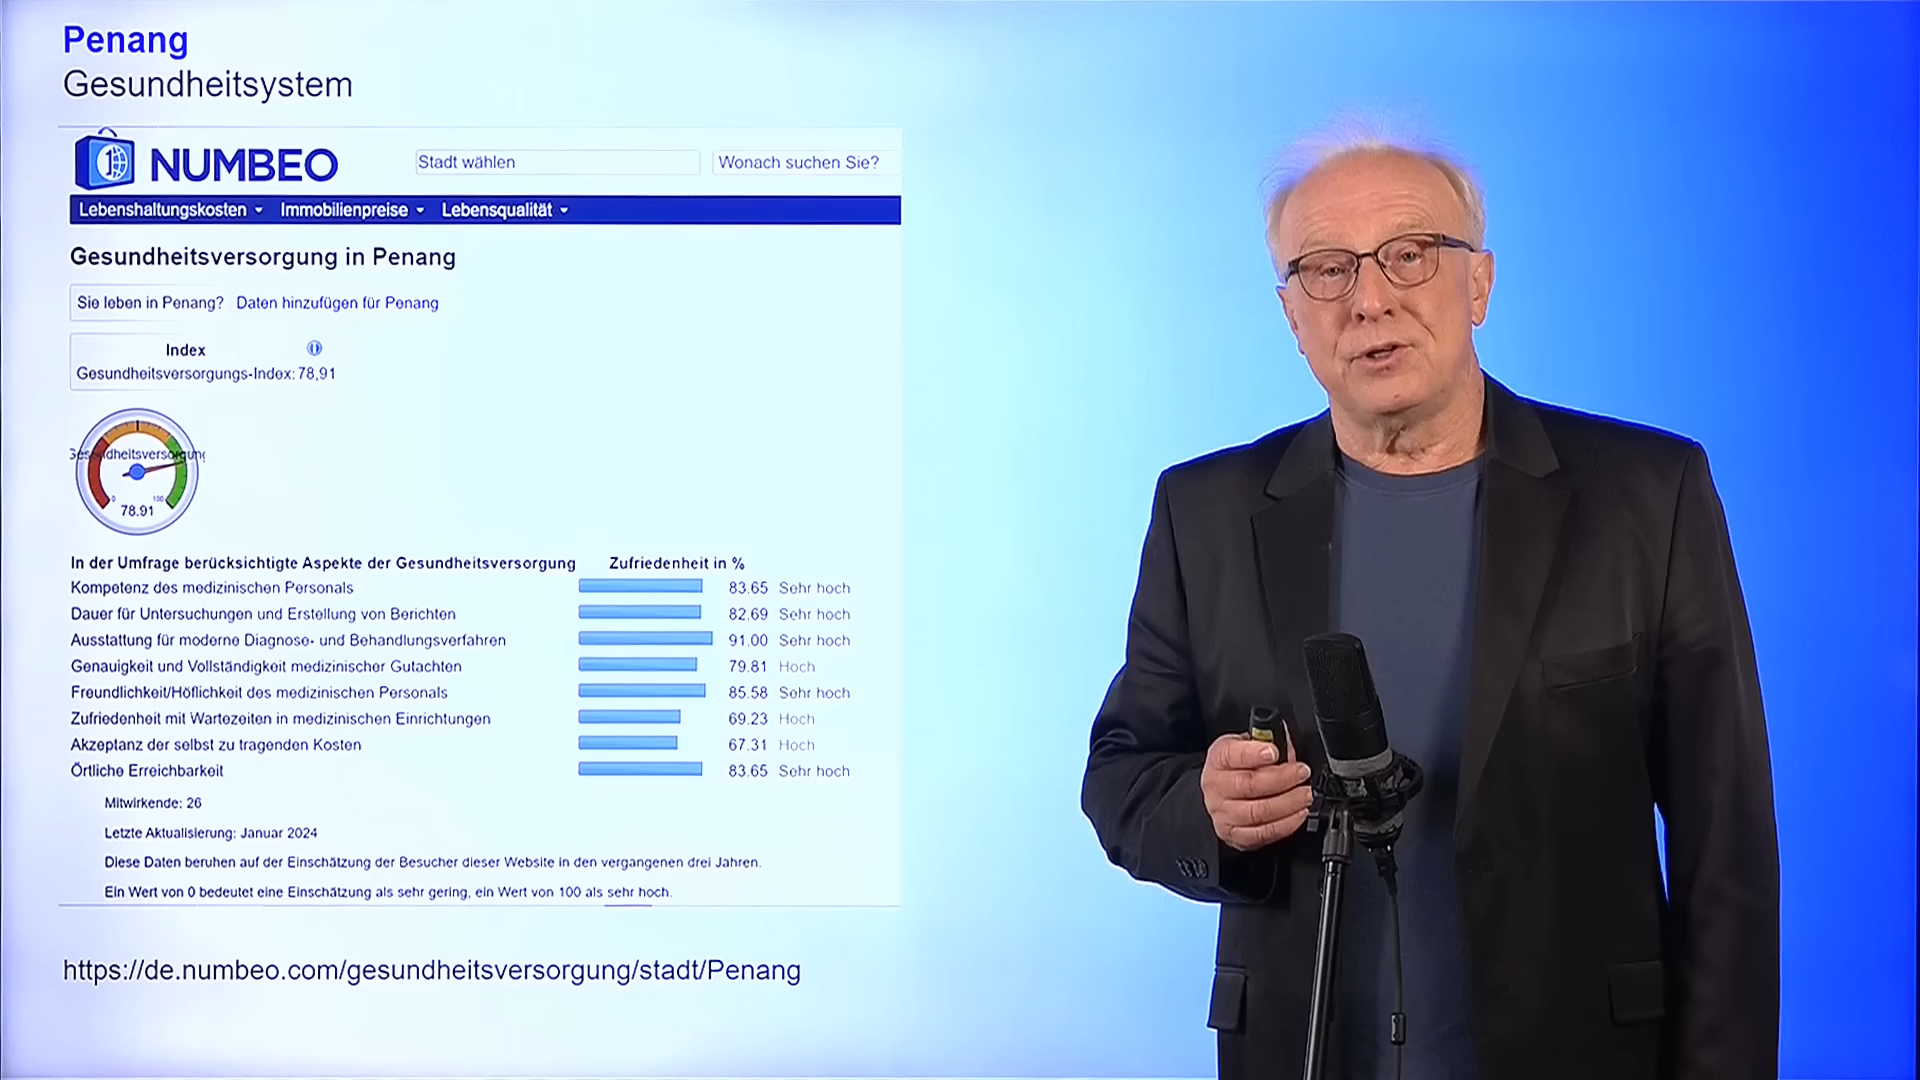 Penang
Gesundheitsystem
NUMBEO
Stadt wählen
Wonach suchen Sie?
Lebenshaltungskosten Immobilienpreise Lebensqualität
Gesundheitsversorgung in Penang
Sie leben in Penang? Daten hinzufügen für Penang
Index
Gesundheitsversorgungs-Index: 78,91
Gesundheitsversorgung
0 100
78.91
In der Umfrage berücksichtigte Aspekte der Gesundheitsversorgung Zufriedenheit in %
Kompetenz des medizinischen Personals 83.65 Sehr hoch
Dauer für Untersuchungen und Erstellung von Berichten 82.69 Sehr hoch
Ausstattung für moderne Diagnose- und Behandlungsverfahren 91.00 Sehr hoch
Genauigkeit und Vollständigkeit medizinischer Gutachten 79.81 Hoch
Freundlichkeit/Höflichkeit des medizinischen Personals 85.58 Sehr hoch
Zufriedenheit mit Wartezeiten in medizinischen Einrichtungen 69.23 Hoch
Akzeptanz der selbst zu tragenden Kosten 67.31 Hoch
Örtliche Erreichbarkeit 83.65 Sehr hoch
Mitwirkende: 26
Letzte Aktualisierung: Januar 2024
Diese Daten beruhen auf der Einschätzung der Besucher dieser Website in den vergangenen drei Jahren.
Ein Wert von 0 bedeutet eine Einschätzung als sehr gering, ein Wert von 100 als sehr hoch.
https://de.numbeo.com/gesundheitsversorgung/stadt/Penang